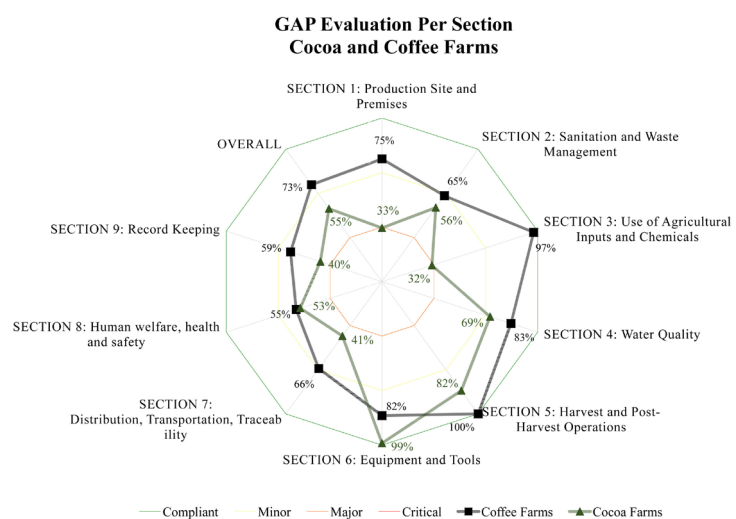 GAP Evaluation Per Section
Cocoa and Coffee Farms
SECTION 1: Production Site and
Premises
OVERALL
SECTION 2: Sanitation and Waste
Management
75%
73%
65%
33%
55%
56%
SECTION 9: Record Keeping
SECTION 3: Use of Agricultural
Inputs and Chemicals
59%
97%
40%
32%
53%
69%
55%
83%
SECTION 8: Human welfare, health
and safety
SECTION 4: Water Quality
41%
66%
82%
SECTION 7:
Distribution, Transportation, Traceab
ility
82%
100%
SECTION 5: Harvest and Post-
Harvest Operations
99%
SECTION 6: Equipment and Tools
Compliant
Minor
Major
Critical
Coffee Farms
Cocoa Farms